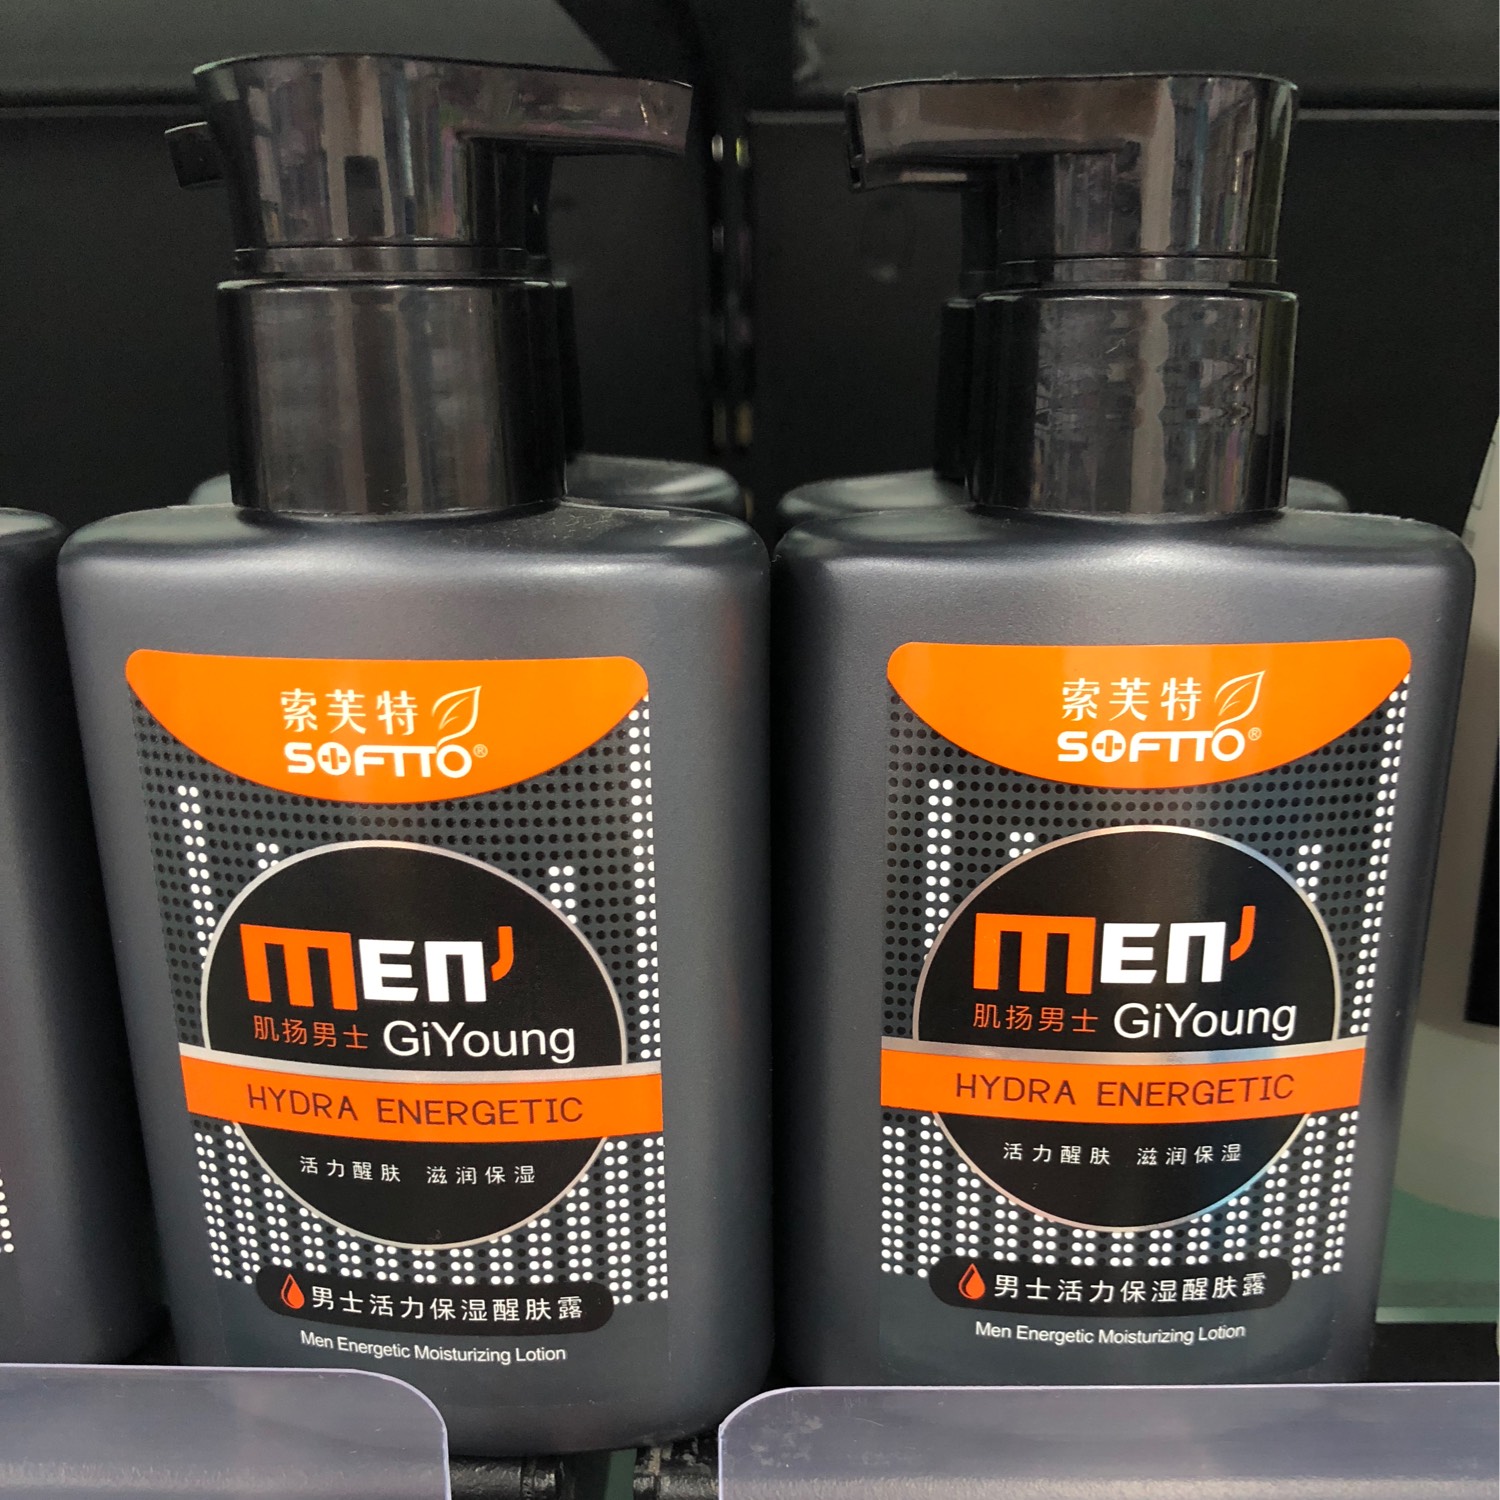 索芙特
SOFTTO®
MEN'
肌扬男士 GiYoung
HYDRA ENERGETIC
活力醒肤 滋润保湿
男士活力保湿醒肤露
Men Energetic Moisturizing Lotion
索芙特
SOFTTO®
MEN'
肌扬男士 GiYoung
HYDRA ENERGETIC
活力醒肤 滋润保湿
男士活力保湿醒肤露
Men Energetic Moisturizing Lotion